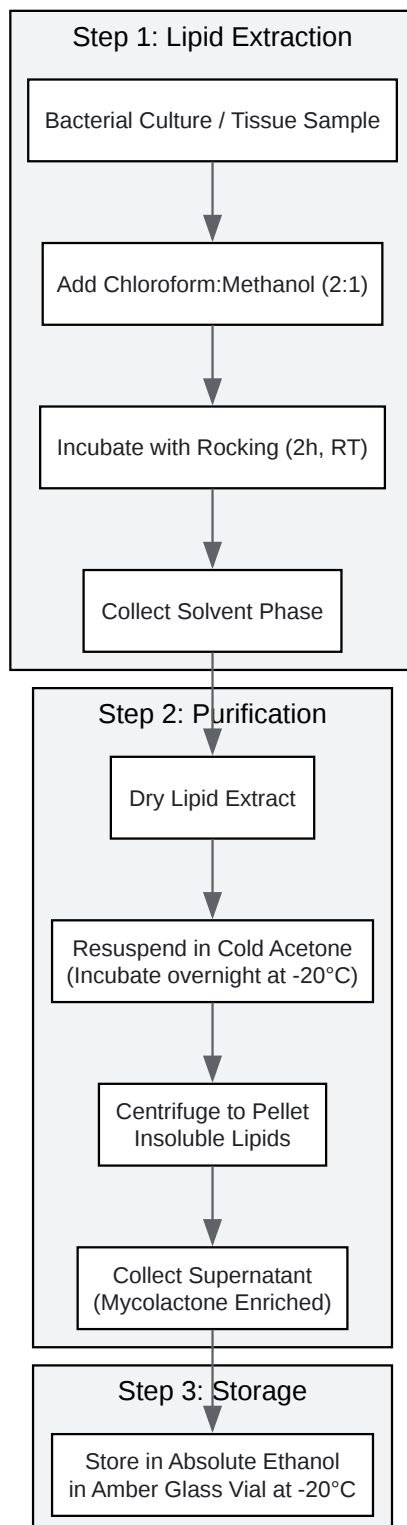 Step 1: Lipid Extraction
Bacterial Culture / Tissue Sample
Add Chloroform:Methanol (2:1)
Incubate with Rocking (2h, RT)
Collect Solvent Phase
Step 2: Purification
Dry Lipid Extract
Resuspend in Cold Acetone
(Incubate overnight at -20°C)
Centrifuge to Pellet
Insoluble Lipids
Collect Supernatant
(Mycolactone Enriched)
Step 3: Storage
Store in Absolute Ethanol
in Amber Glass Vial at -20°C